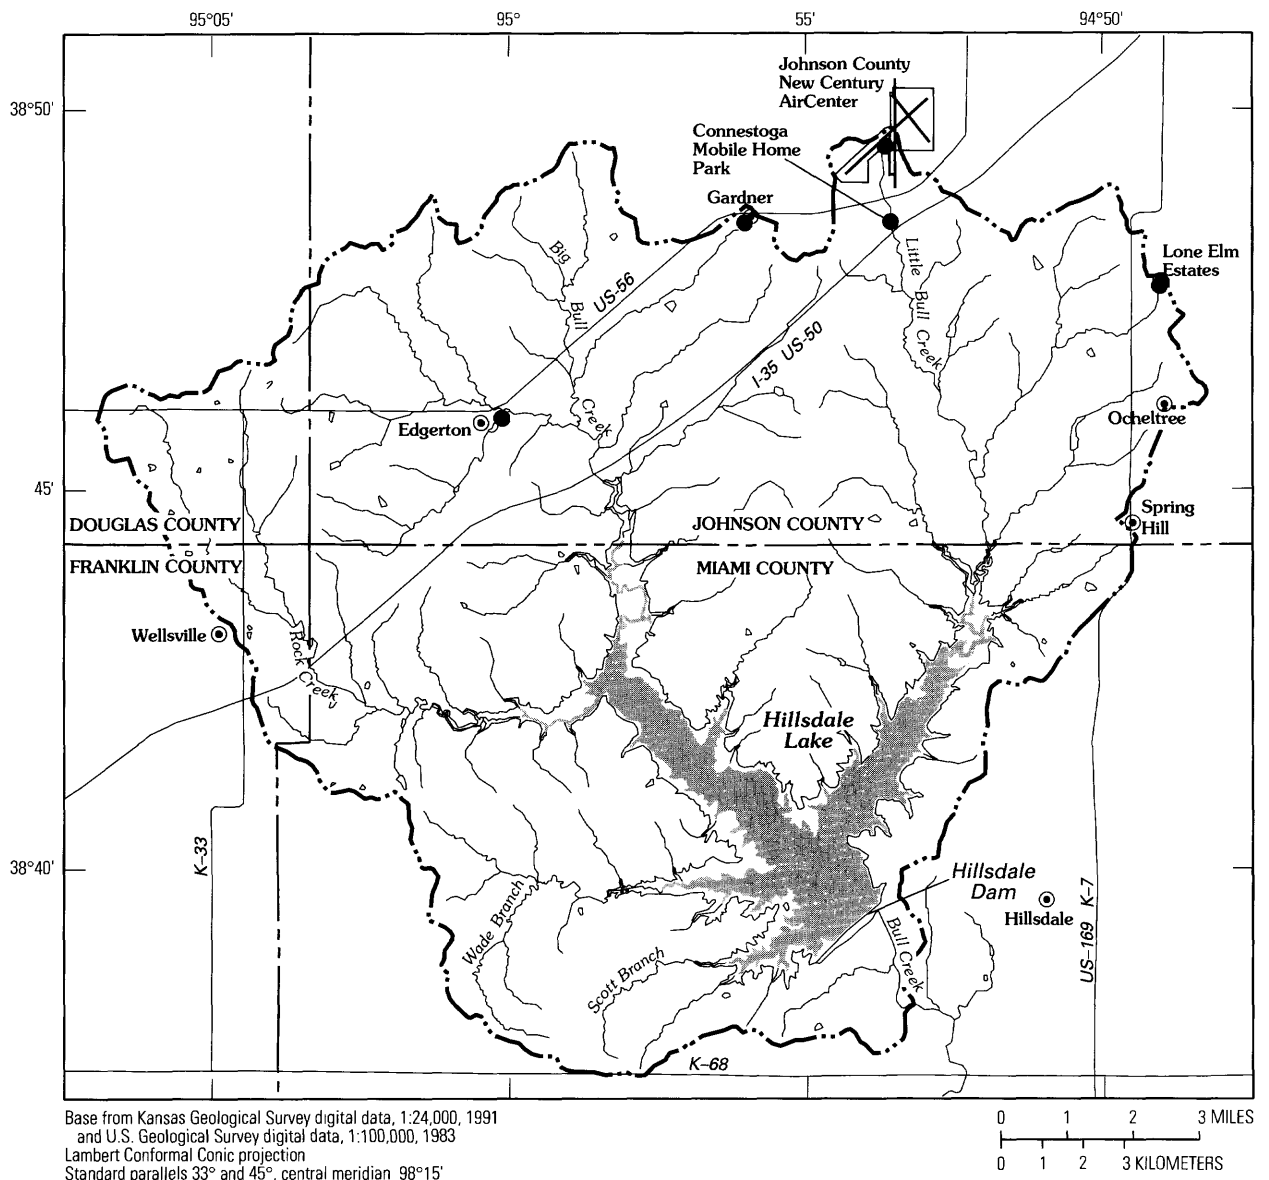 95°05'
95°
55'
94°50'
38°50'
45'
38°40'
Johnson County
New Century
AirCenter
Connestoga
Mobile Home
Park
Gardner
Lone Elm
Estates
Big
Bull
Creek
US-56
Little
Bull
Creek
I-35 US-50
Edgerton
Ocheltree
Spring
Hill
DOUGLAS COUNTY
JOHNSON COUNTY
FRANKLIN COUNTY
MIAMI COUNTY
Wellsville
Rock
Creek
Hillsdale
Lake
K-33
Hillsdale
Dam
Hillsdale
US-169 K-7
Wade Branch
Scott Branch
Bull Creek
K-68
Base from Kansas Geological Survey digital data, 1:24,000, 1991
and U.S. Geological Survey digital data, 1:100,000, 1983
Lambert Conformal Conic projection
Standard parallels 33° and 45°, central meridian 98°15'
0 1 2 3 MILES
0 1 2 3 KILOMETERS